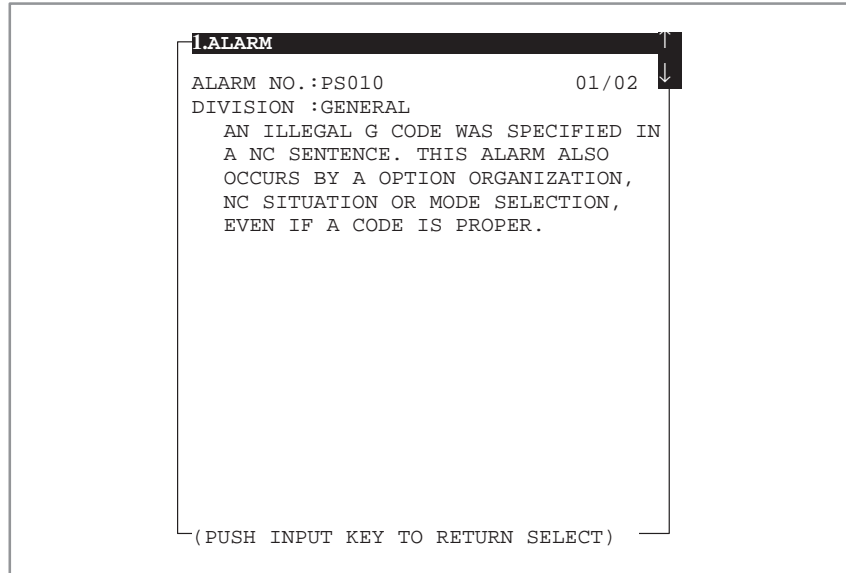 1.ALARM ↑
↓
ALARM NO.:PS010 01/02
DIVISION :GENERAL
AN ILLEGAL G CODE WAS SPECIFIED IN
A NC SENTENCE. THIS ALARM ALSO
OCCURS BY A OPTION ORGANIZATION,
NC SITUATION OR MODE SELECTION,
EVEN IF A CODE IS PROPER.
(PUSH INPUT KEY TO RETURN SELECT)